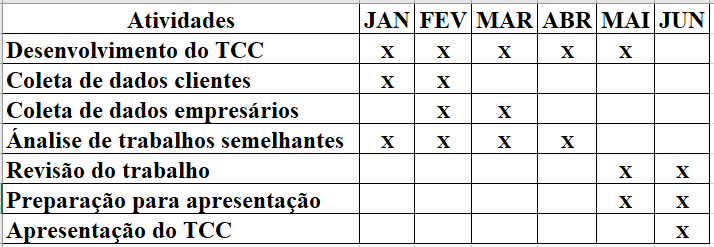 Atividades JAN FEV MAR ABR MAI JUN
Desenvolvimento do TCC x x x x x
Coleta de dados clientes x x
Coleta de dados empresários x x
Ánalise de trabalhos semelhantes x x x x
Revisão do trabalho x x
Preparação para apresentação x x
Apresentação do TCC x